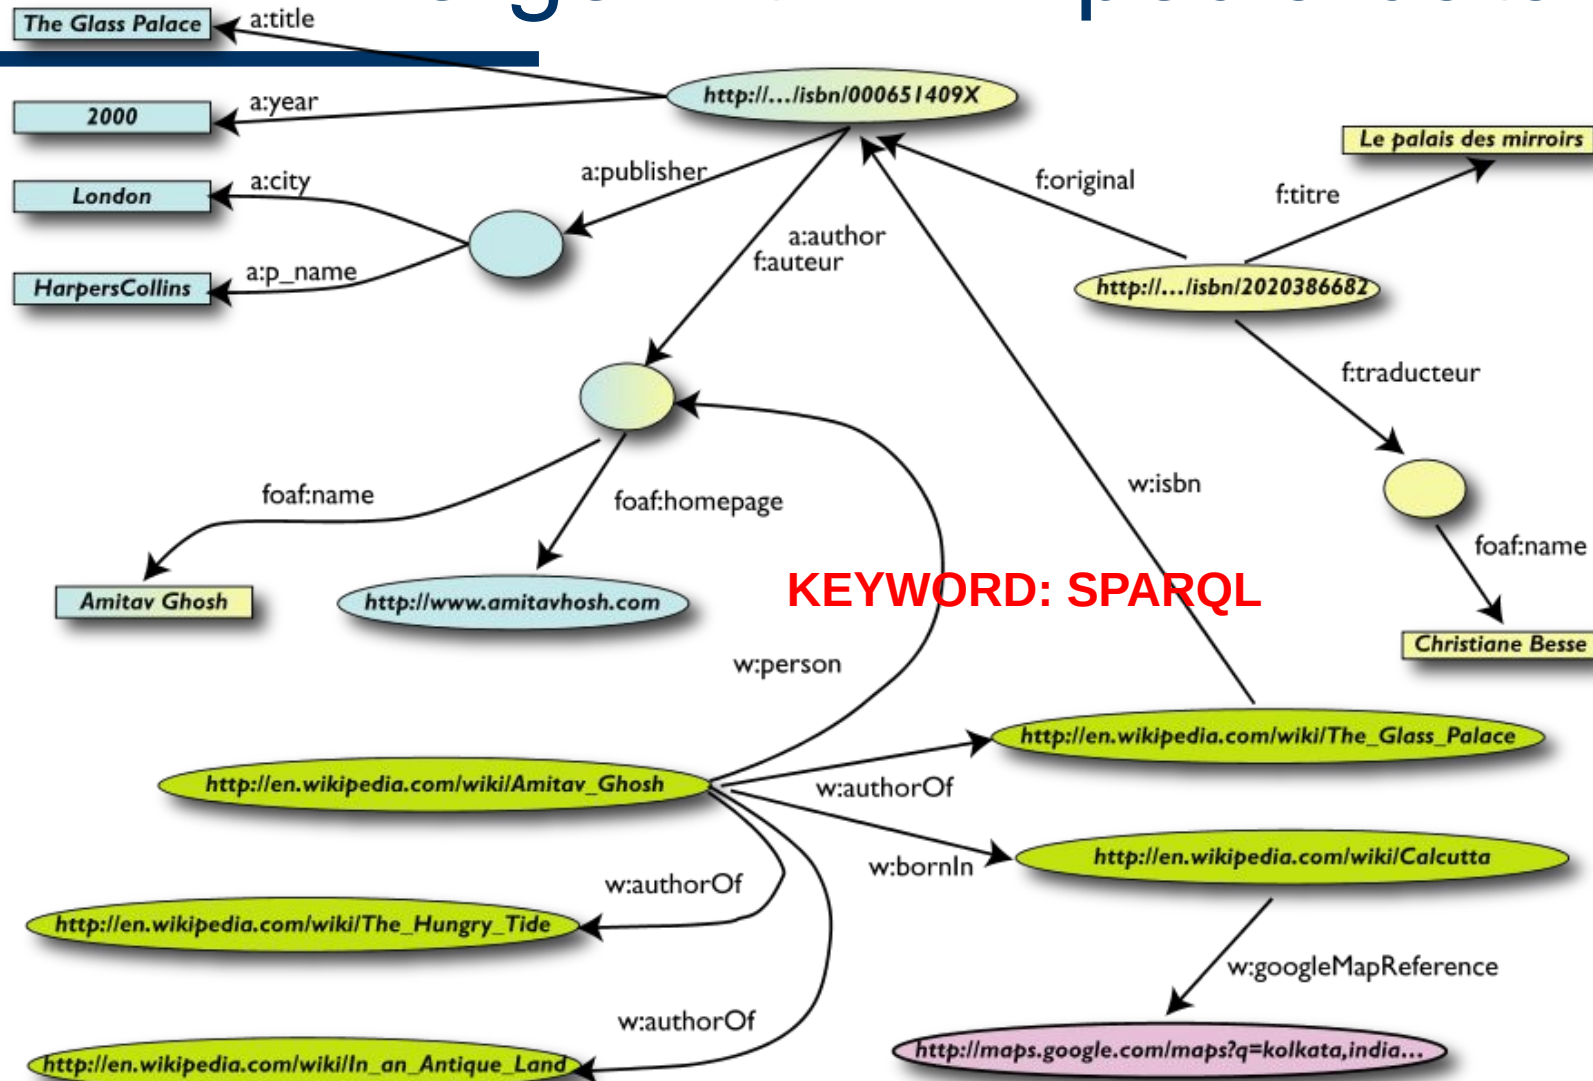 The Glass Palace
a:title
http://.../isbn/000651409X
2000
a:year
Le palais des mirroirs
a:publisher
f:original
f:titre
London
a:city
a:author
f:auteur
HarpersCollins
a:p_name
http://.../isbn/2020386682
f:traducteur
foaf:name
foaf:homepage
w:isbn
foaf:name
KEYWORD: SPARQL
Amitav Ghosh
http://www.amitavhosh.com
Christiane Besse
w:person
http://en.wikipedia.com/wiki/The_Glass_Palace
http://en.wikipedia.com/wiki/Amitav_Ghosh
w:authorOf
http://en.wikipedia.com/wiki/Calcutta
w:bornIn
w:authorOf
http://en.wikipedia.com/wiki/The_Hungry_Tide
w:googleMapReference
w:authorOf
http://maps.google.com/maps?q=kolkata,india...
http://en.wikipedia.com/wiki/In_an_Antique_Land